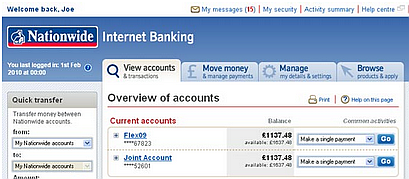 Welcome back, Joe
My messages (15) | My security | Activity summary | Help centre
Nationwide Internet Banking
You last logged in: 1st Feb 2010 at 00:00
View accounts & transactions
Move money & manage payments
Manage my details & settings
Browse products & apply
Quick transfer
Transfer money between Nationwide accounts.
from:
My Nationwide accounts
to:
My Nationwide accounts
Amount:
Overview of accounts
Print | Help on this page
Current accounts Balance Common activities
Flex09 £1137.48 Make a single payment Go
****67823 available: £1637.48
Joint Account £1137.48 Make a single payment Go
****52601 available: £1637.48